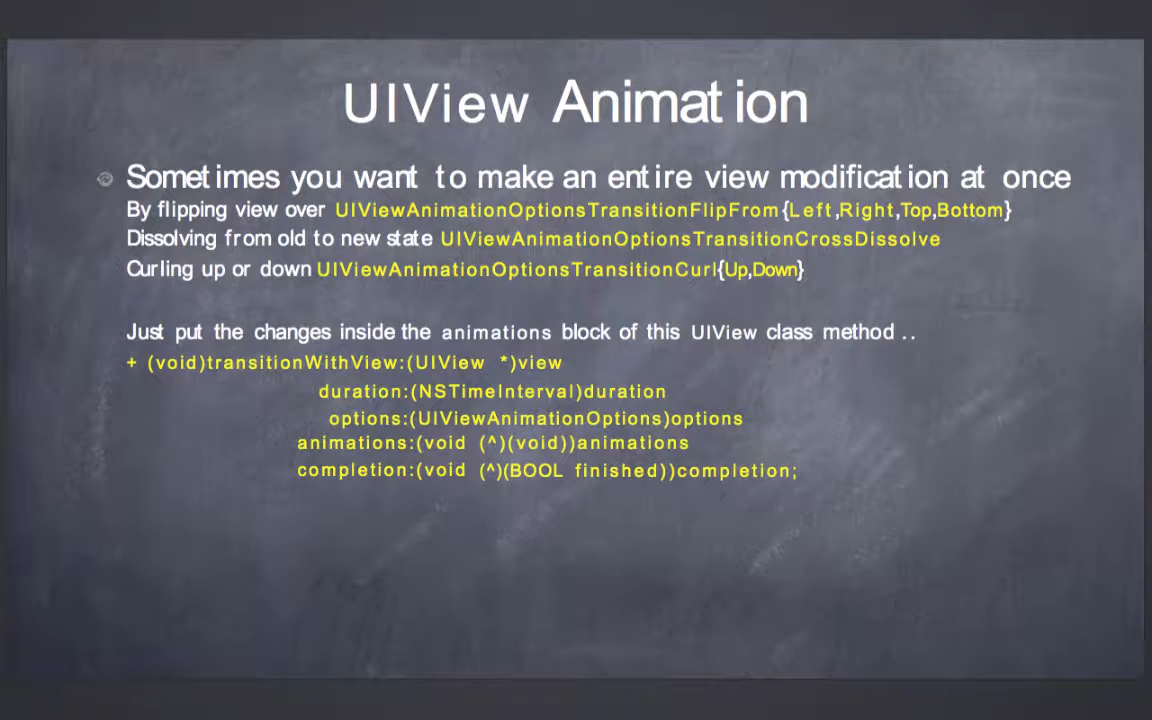 UIView Animation
Sometimes you want to make an entire view modification at once
By flipping view over UIViewAnimationOptionsTransitionFlipFrom{Left,Right,Top,Bottom}
Dissolving from old to new state UIViewAnimationOptionsTransitionCrossDissolve
Curling up or down UIViewAnimationOptionsTransitionCurl{Up,Down}
Just put the changes inside the animations block of this UIView class method ..
+ (void)transitionWithView:(UIView *)view
duration:(NSTimeInterval)duration
options:(UIViewAnimationOptions)options
animations:(void (^)(void))animations
completion:(void (^)(BOOL finished))completion;